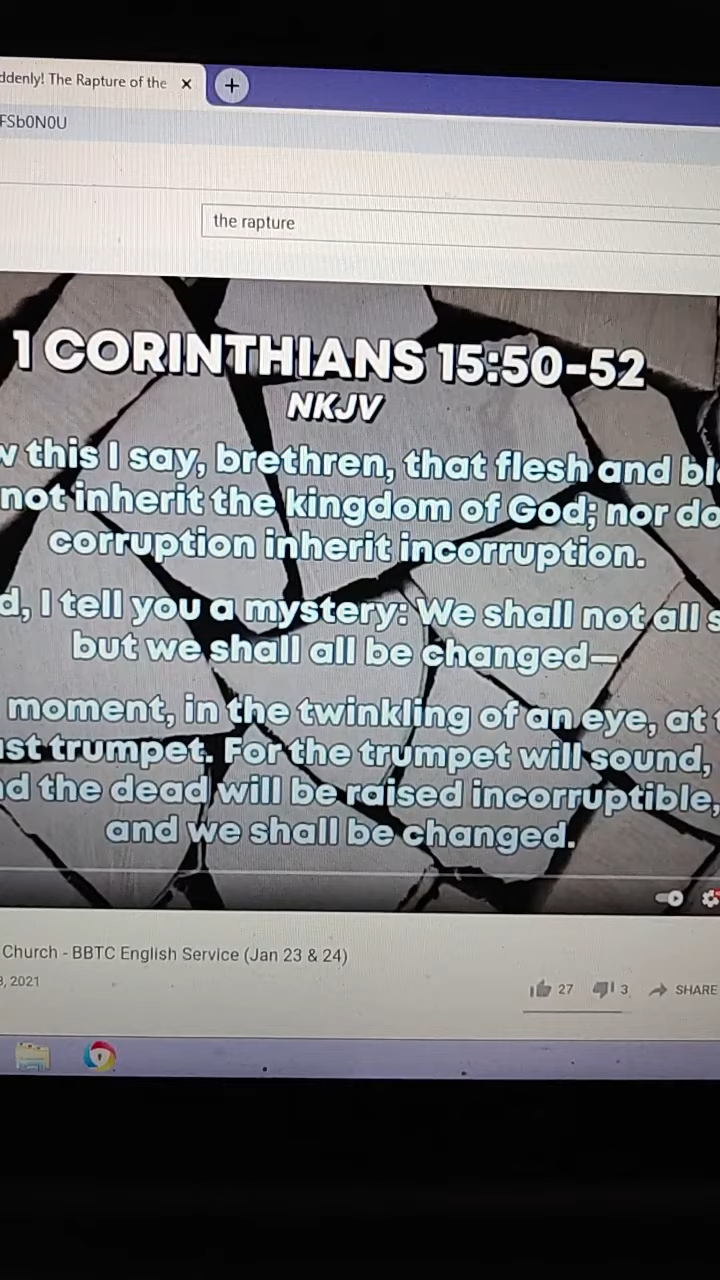 ddenly! The Rapture of the
FSb0N0U
the rapture
1 CORINTHIANS 15:50-52
NKJV
w this I say, brethren, that flesh and bl
not inherit the kingdom of God; nor do
corruption inherit incorruption.
d, I tell you a mystery: We shall not all s
but we shall all be changed—
moment, in the twinkling of an eye, at t
st trumpet. For the trumpet will sound,
d the dead will be raised incorruptible,
and we shall be changed.
Church - BBTC English Service (Jan 23 & 24)
3, 2021
27
3
SHARE